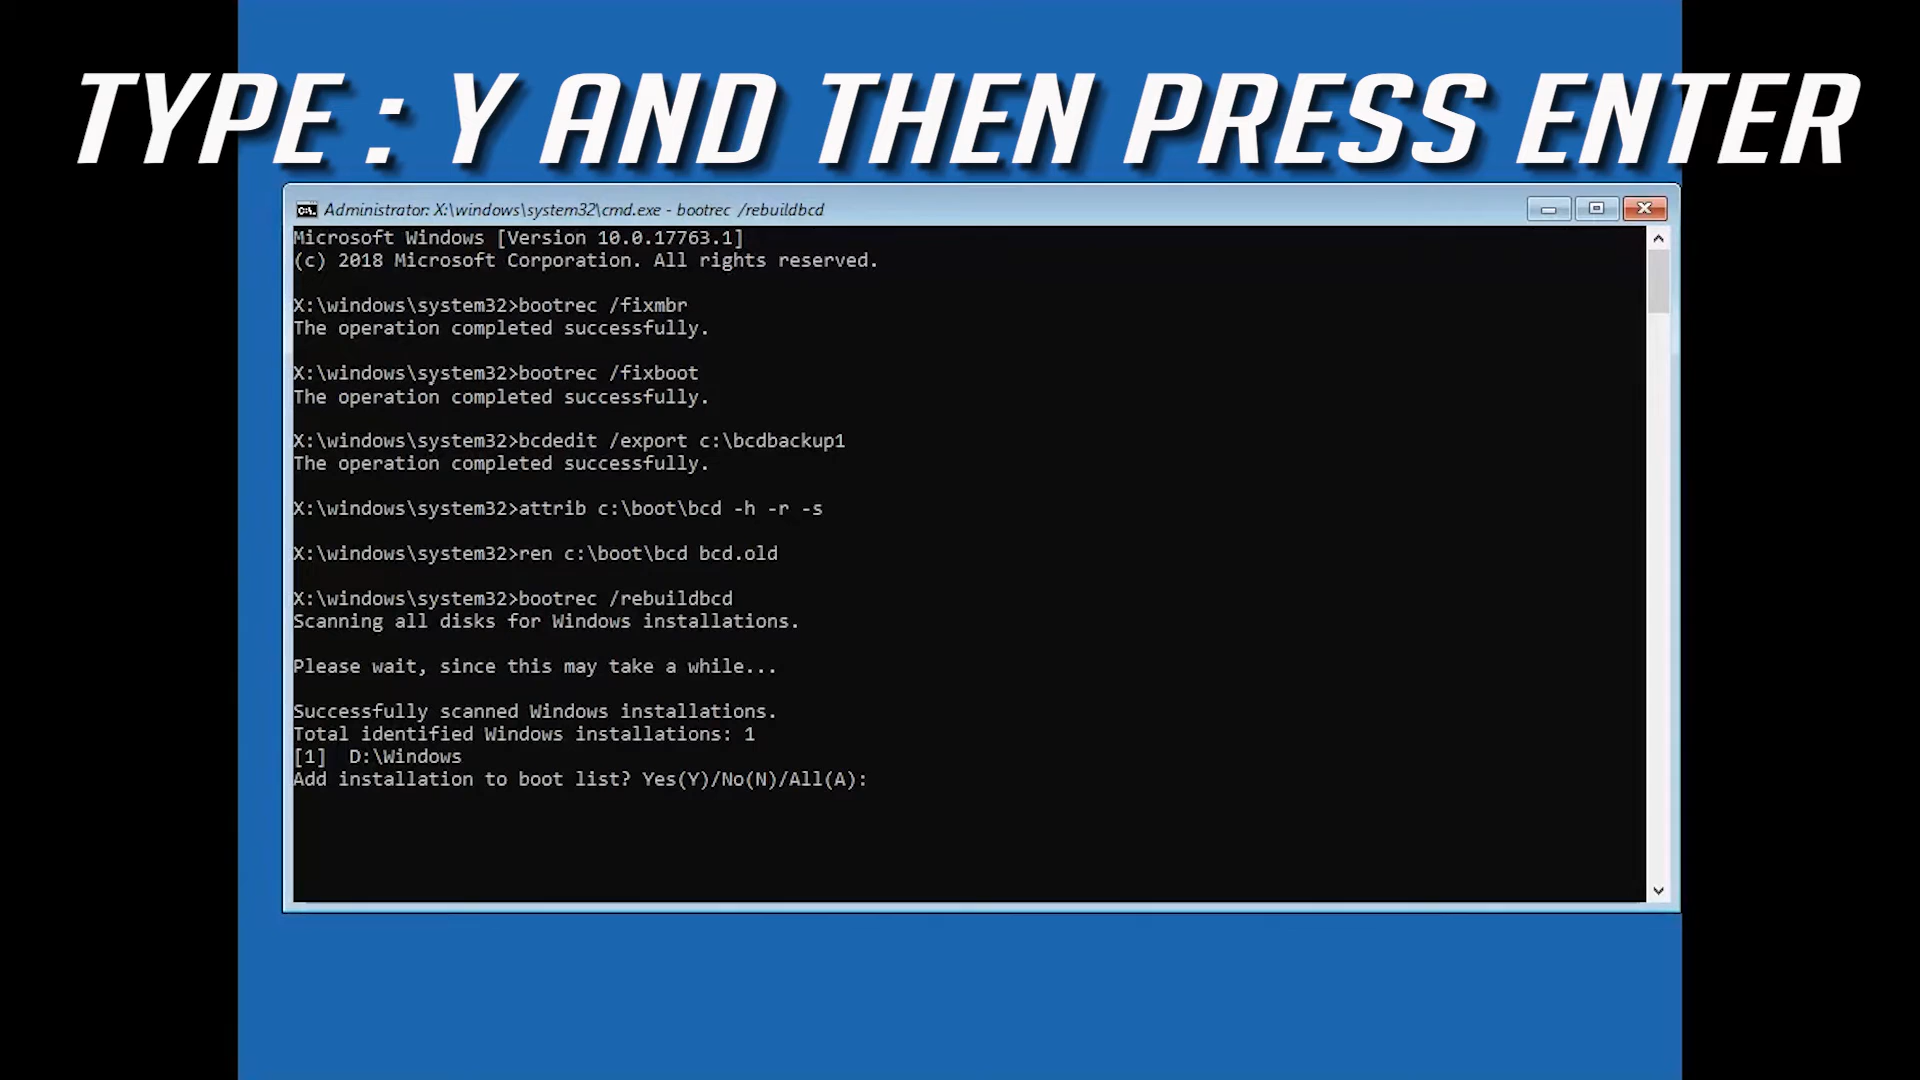 TYPE : Y AND THEN PRESS ENTER
Administrator: X:\windows\system32\cmd.exe - bootrec /rebuildbcd
Microsoft Windows [Version 10.0.17763.1]
(c) 2018 Microsoft Corporation. All rights reserved.
X:\windows\system32>bootrec /fixmbr
The operation completed successfully.
X:\windows\system32>bootrec /fixboot
The operation completed successfully.
X:\windows\system32>bcdedit /export c:\bcdbackup1
The operation completed successfully.
X:\windows\system32>attrib c:\boot\bcd -h -r -s
X:\windows\system32>ren c:\boot\bcd bcd.old
X:\windows\system32>bootrec /rebuildbcd
Scanning all disks for Windows installations.
Please wait, since this may take a while...
Successfully scanned Windows installations.
Total identified Windows installations: 1
[1]  D:\Windows
Add installation to boot list? Yes(Y)/No(N)/All(A):